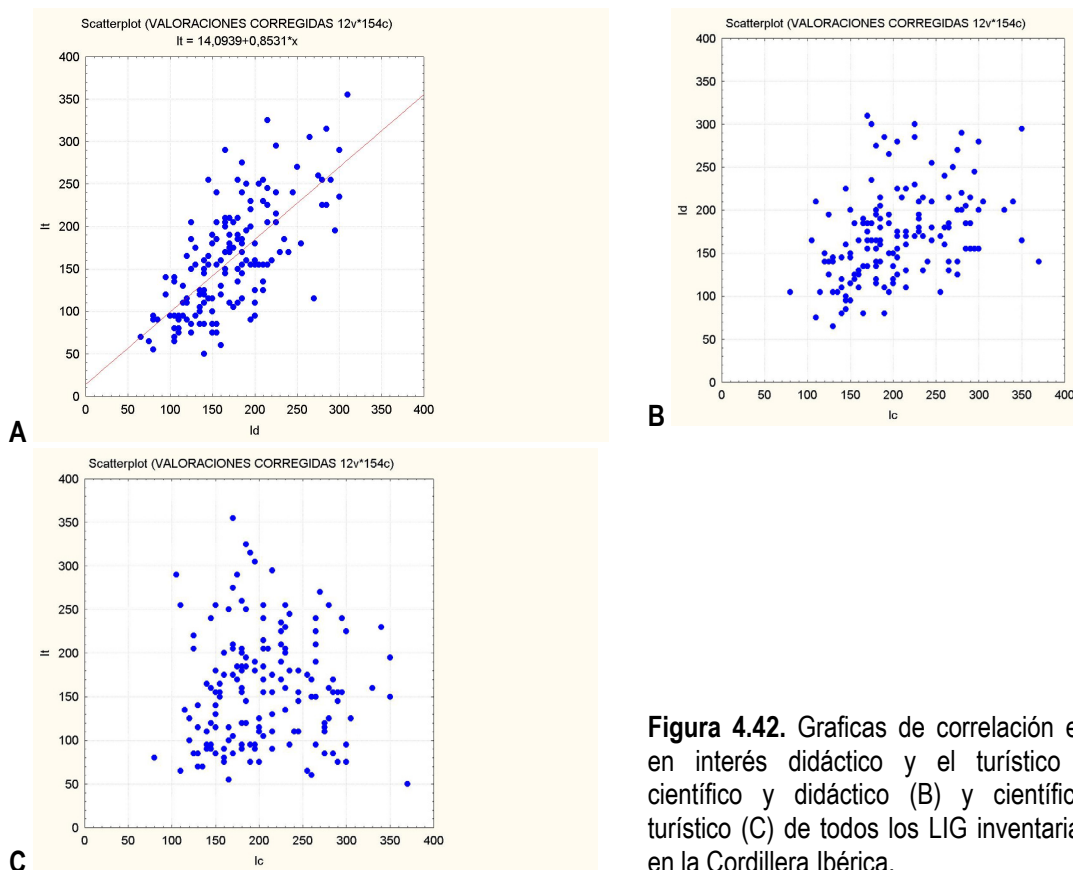 Scatterplot (VALORACIONES CORREGIDAS 12v*154c)
It = 14,0939+0,8531*x
400
350
300
250
200
150
100
50
0
It
0 50 100 150 200 250 300 350 400
Id
A
Scatterplot (VALORACIONES CORREGIDAS 12v*154c)
400
350
300
250
200
150
100
50
0
Id
0 50 100 150 200 250 300 350 400
Ic
B
Scatterplot (VALORACIONES CORREGIDAS 12v*154c)
400
350
300
250
200
150
100
50
0
It
0 50 100 150 200 250 300 350 400
Ic
C
Figura 4.42. Graficas de correlación e
en interés didáctico y el turístico
científico y didáctico (B) y científic
turístico (C) de todos los LIG inventaria
en la Cordillera Ibérica.